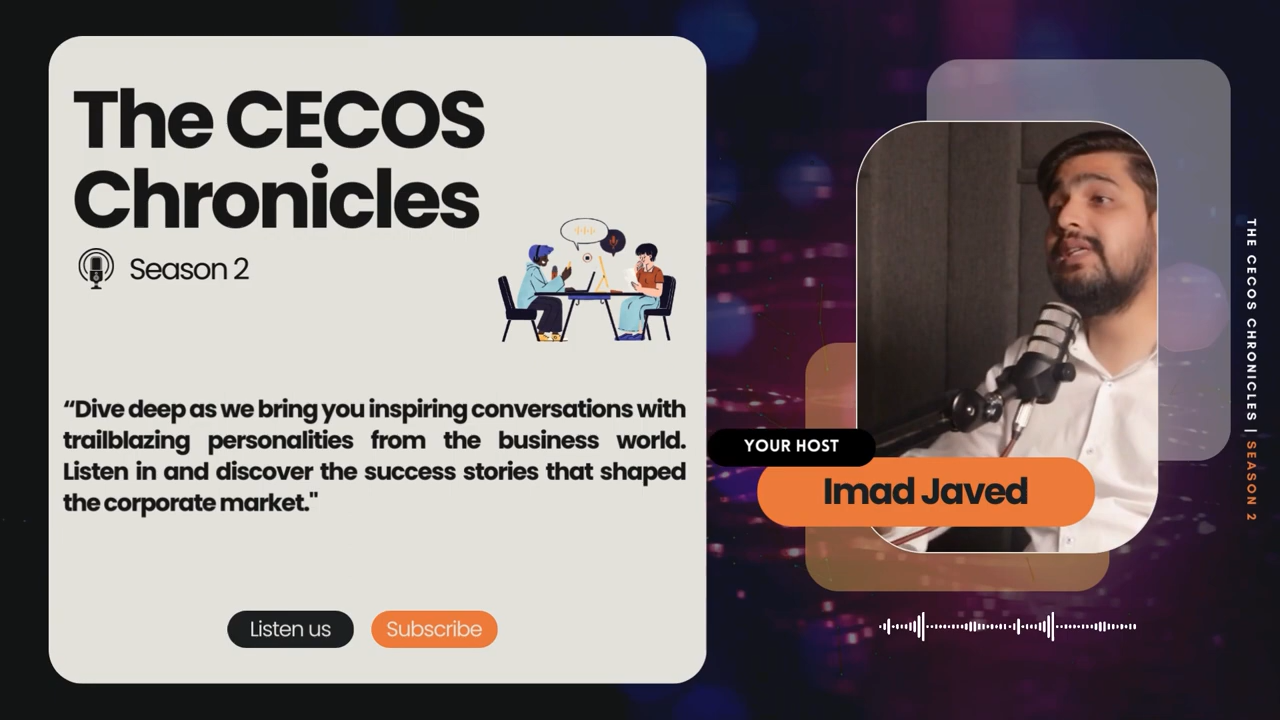 The CECOS
Chronicles
Season 2
“Dive deep as we bring you inspiring conversations with
trailblazing personalities from the business world.
Listen in and discover the success stories that shaped
the corporate market."
Listen us
Subscribe
YOUR HOST
Imad Javed
THE CECOS CHRONICLES | SEASON 2